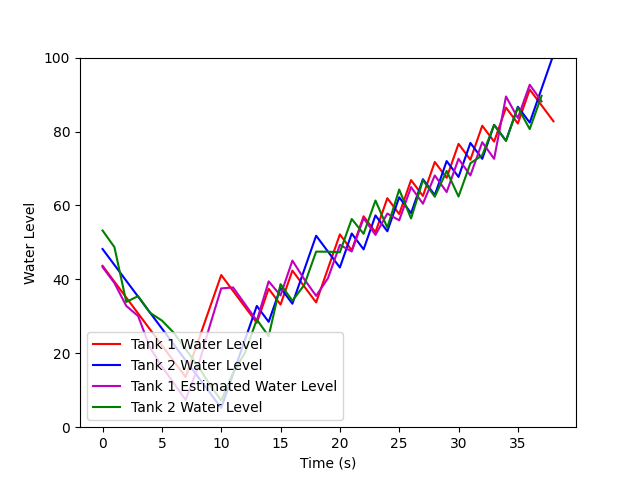 100
80
60
40
20
0
Water Level
Tank 1 Water Level
Tank 2 Water Level
Tank 1 Estimated Water Level
Tank 2 Water Level
0 5 10 15 20 25 30 35
Time (s)